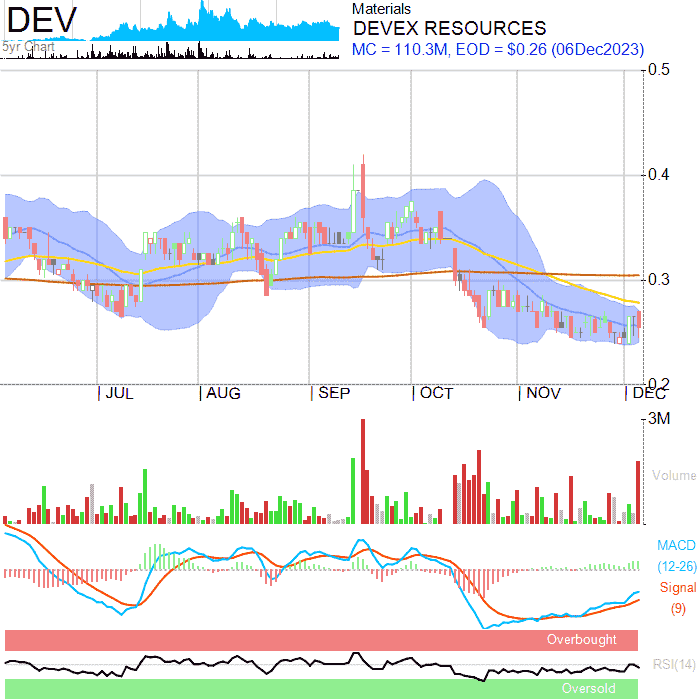 DEV
5yr Chart
Materials
DEVEX RESOURCES
MC = 110.3M, EOD = $0.26 (06Dec2023)
0.5
0.4
0.3
0.2
JUL AUG SEP OCT NOV DEC
3M
Volume
MACD
(12-26)
Signal
(9)
Overbought
RSI(14)
Oversold